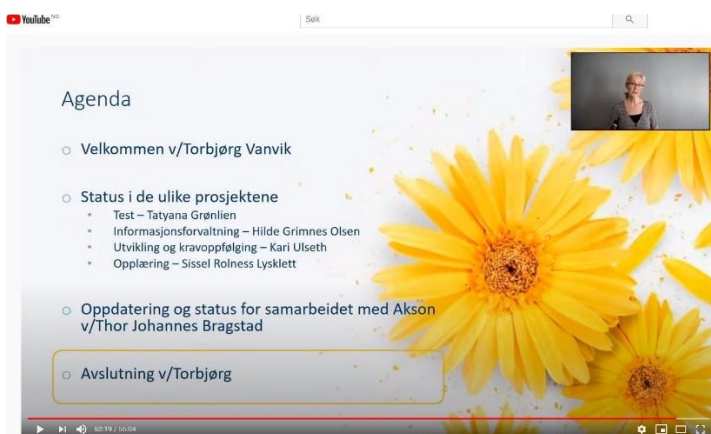 YouTube NO
Søk
Agenda
Velkommen v/Torbjørg Vanvik
Status i de ulike prosjektene
Test – Tatyana Grønlien
Informasjonsforvaltning – Hilde Grimnes Olsen
Utvikling og kravoppfølging – Kari Ulseth
Opplæring – Sissel Rolness Lysklett
Oppdatering og status for samarbeidet med Akson
v/Thor Johannes Bragstad
Avslutning v/Torbjørg
52:19 / 55:04